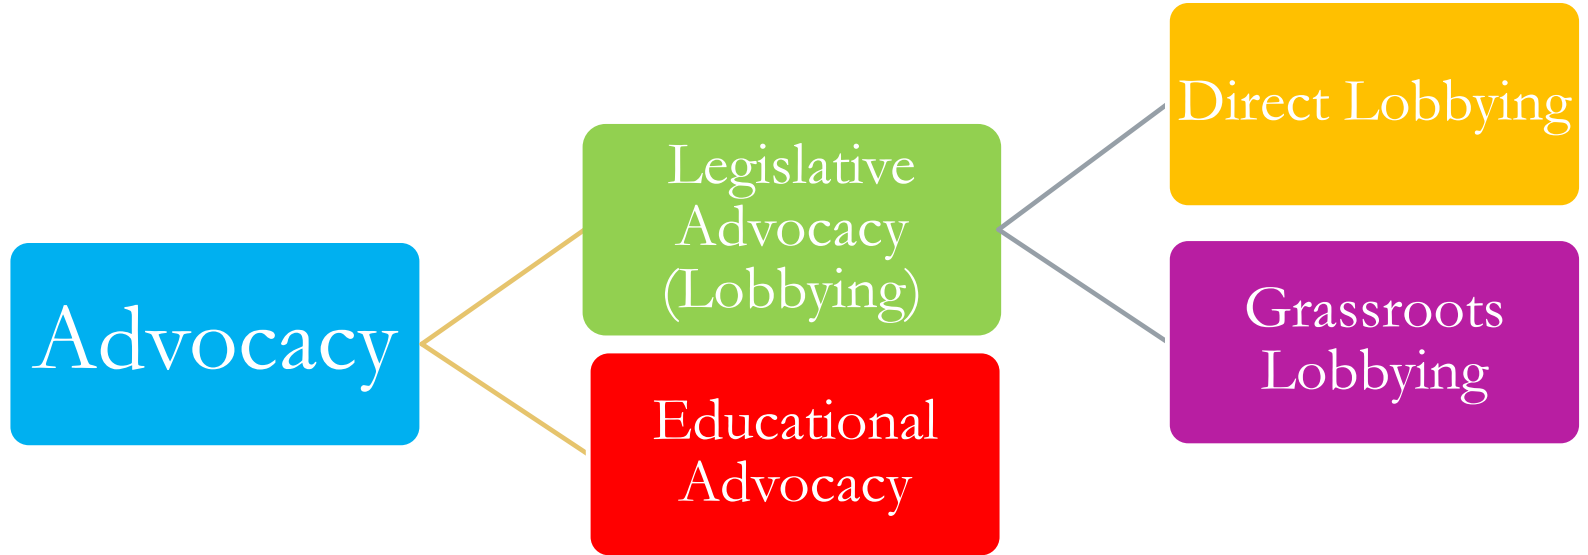 Advocacy
Legislative
Advocacy
(Lobbying)
Educational
Advocacy
Direct Lobbying
Grassroots
Lobbying